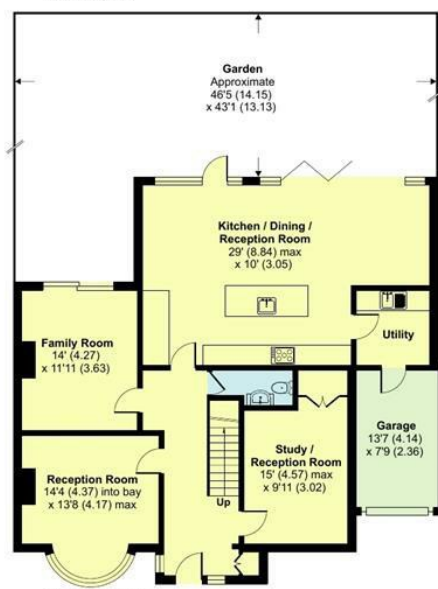 Garden
Approximate
46'5 (14.15)
x 43'1 (13.13)
Kitchen / Dining /
Reception Room
29' (8.84) max
x 10' (3.05)
Utility
Family Room
14' (4.27)
x 11'11 (3.63)
Garage
13'7 (4.14)
x 7'9 (2.36)
Study /
Reception Room
15' (4.57) max
x 9'11 (3.02)
Reception Room
14'4 (4.37) into bay
x 13'8 (4.17) max
Up